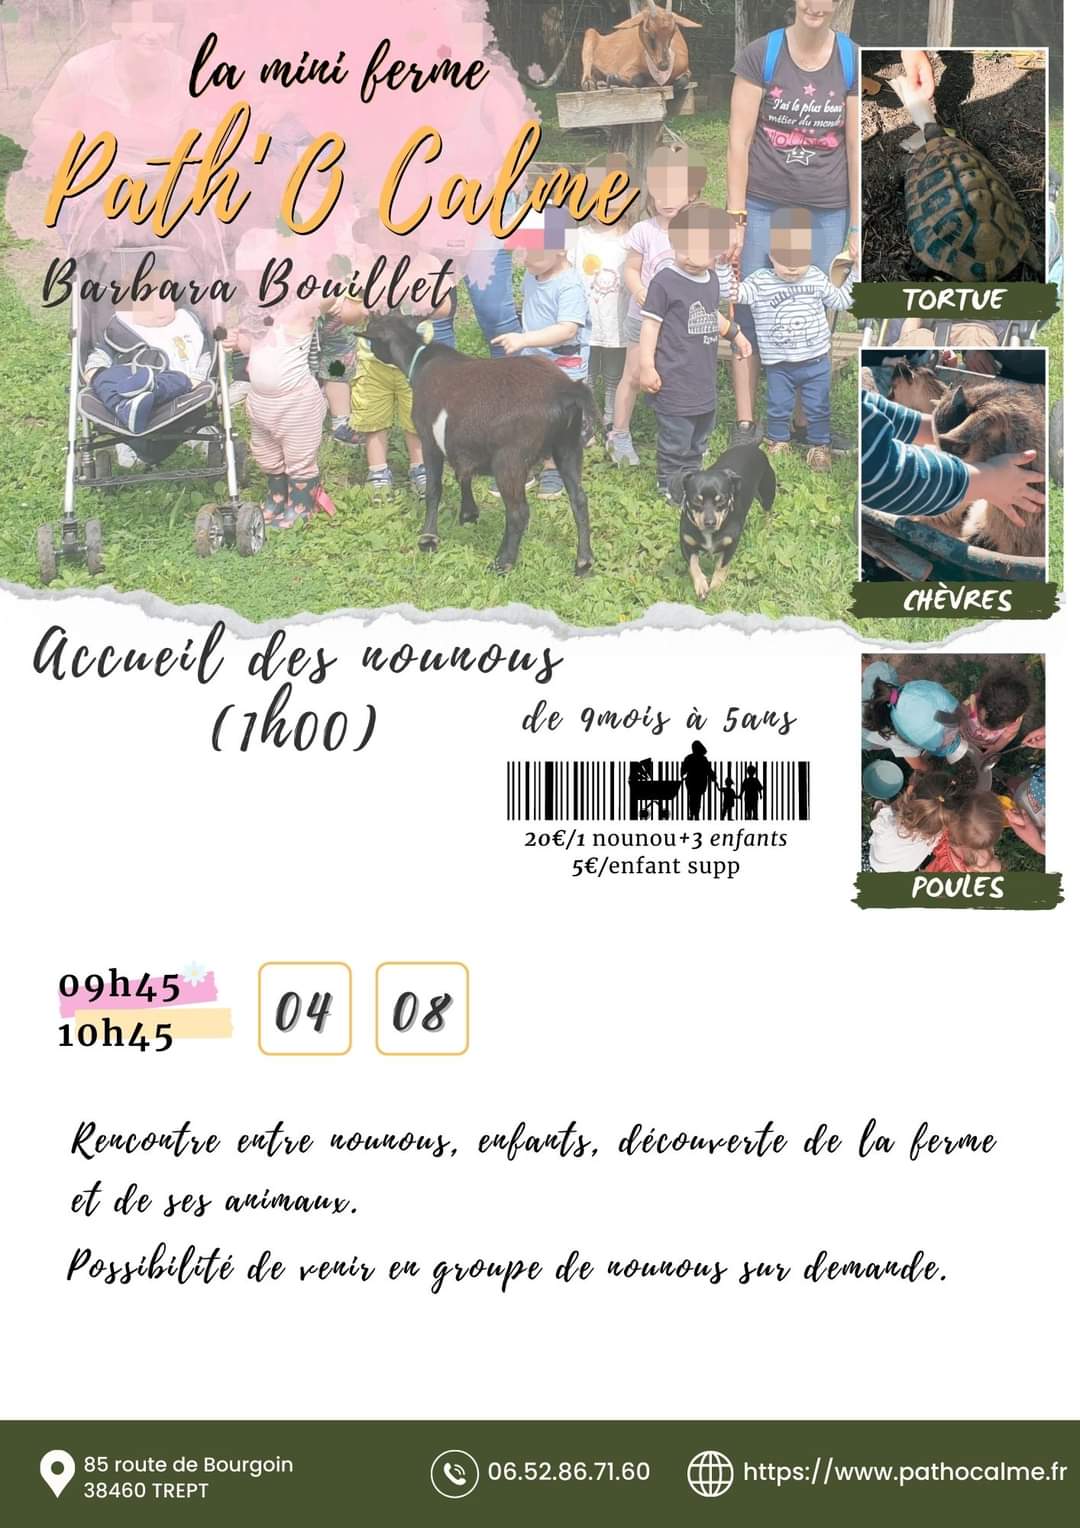 la mini ferme
Path'O Calme
Barbara Bouillet
J'ai le plus beau
métier du monde
TORTUE
CHÈVRES
Accueil des nounous
(1h00)
de 9mois à 5ans
20€/1 nounou+3 enfants
5€/enfant supp
POULES
09h45
10h45
04
08
Rencontre entre nounous, enfants, découverte de la ferme
et de ses animaux.
Possibilité de venir en groupe de nounous sur demande.
85 route de Bourgoin
38460 TREPT
06.52.86.71.60
https://www.pathocalme.fr